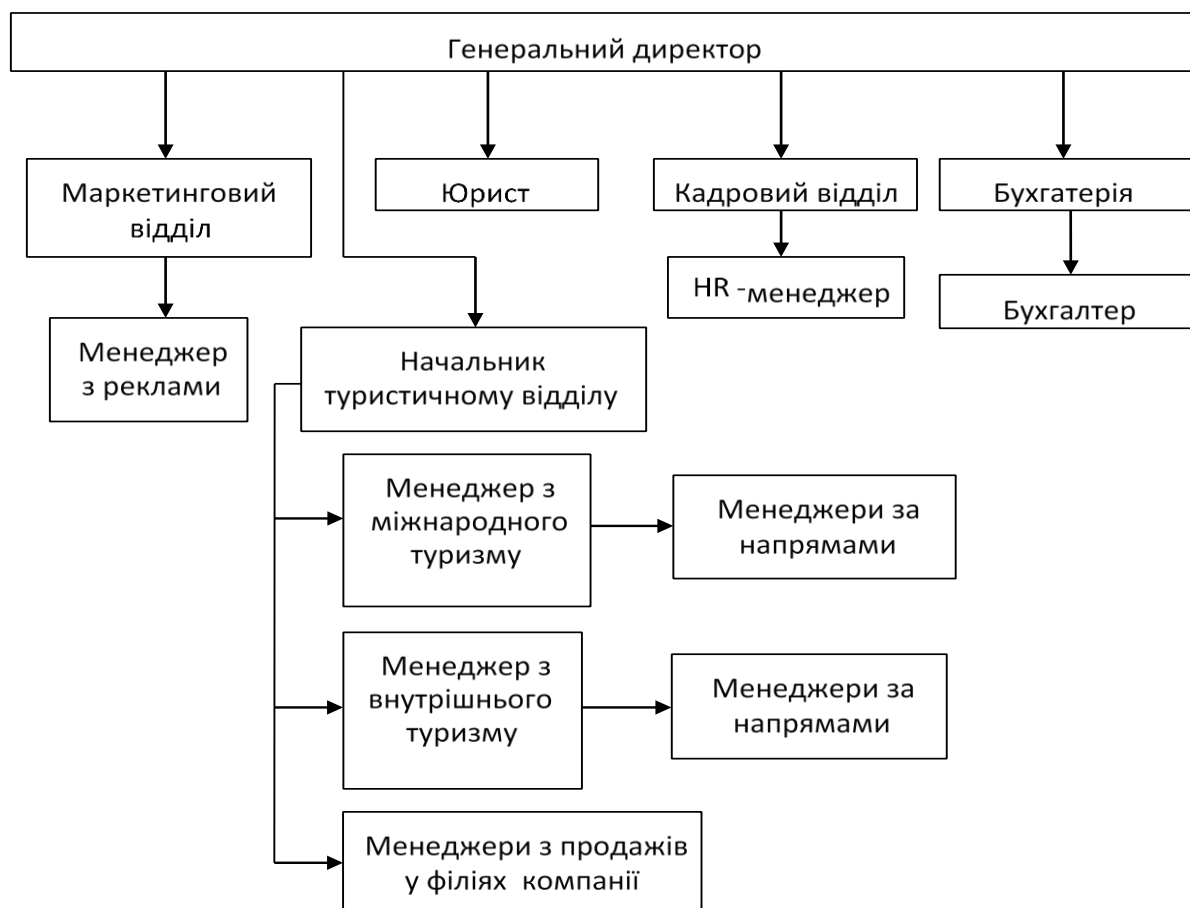 Генеральний директор
Маркетинговий
відділ
Юрист
Кадровий відділ
Бухгатерія
HR -менеджер
Бухгалтер
Менеджер
з реклами
Начальник
туристичному відділу
Менеджер з
міжнародного
туризму
Менеджери за
напрямами
Менеджер з
внутрішнього
туризму
Менеджери за
напрямами
Менеджери з продажів
у філіях компанії